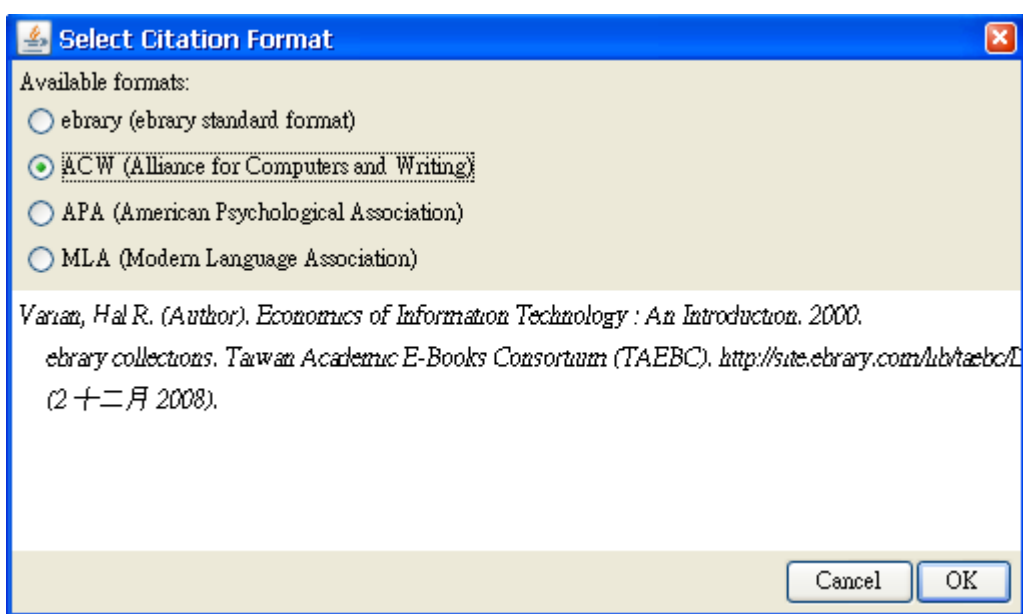 Select Citation Format
Available formats:
ebrary (ebrary standard format)
ACW (Alliance for Computers and Writing)
APA (American Psychological Association)
MLA (Modern Language Association)
Varian, Hal R. (Author). Economics of Information Technology : An Introduction. 2000.
ebrary collections. Taiwan Academic E-Books Consortium (TAEBC). http://site.ebrary.com/lib/taebc/D
(2 十二月 2008).
Cancel
OK